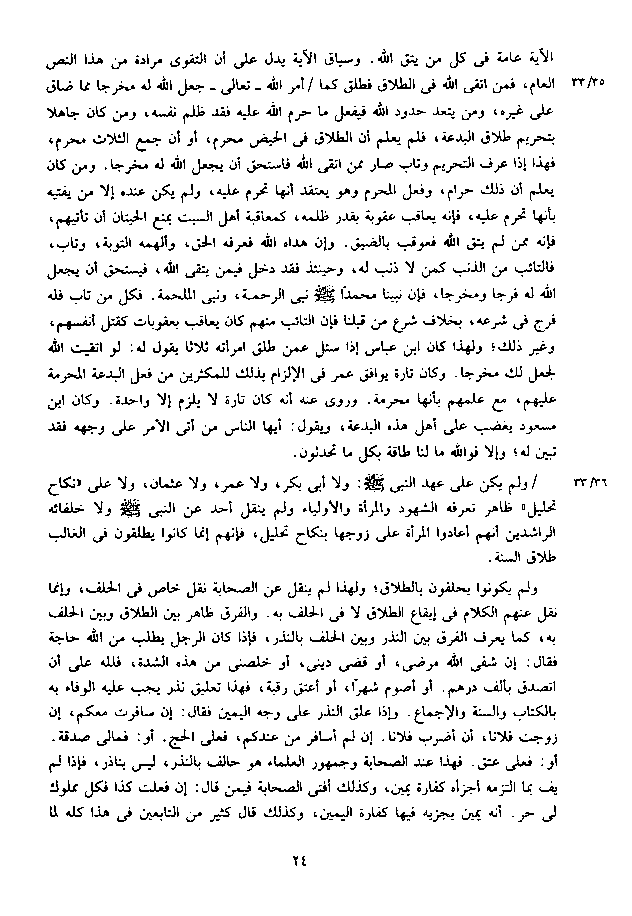 الآية عامة فى كل من يتق الله. وسياق الآية يدل على أن التقوى مرادة من هذا النص
٣٣/٣٥ العام، فمن اتقى الله فى الطلاق فطلق كما / أمر الله ـ تعالى ـ جعل الله له مخرجا مما ضاق
على غيره، ومن يتعد حدود الله فيفعل ما حرم الله عليه فقد ظلم نفسه، ومن كان جاهلا
بتحريم طلاق البدعة، فلم يعلم أن الطلاق فى الحيض محرم، أو أن جمع الثلاث محرم،
فهذا إذا عرف التحريم وتاب صار ممن اتقى الله فاستحق أن يجعل الله له مخرجا. ومن كان
يعلم أن ذلك حرام، وفعل المحرم وهو يعتقد أنها تحرم عليه، ولم يكن عنده إلا من يفتيه
بأنها تحرم عليه، فإنه يعاقب عقوبة بقدر ظلمه، كمعاقبة أهل السبت بمنع الحيتان أن تأتيهم،
فإنه ممن لم يتق الله فعوقب بالضيق. وإن هداه الله فعرفه الحق، وألهمه التوبة، وتاب،
فالتائب من الذنب كمن لا ذنب له، وحينئذ فقد دخل فيمن يتقى الله، فيستحق أن يجعل
الله له فرجا ومخرجا، فإن نبينا محمدًا ﷺ نبى الرحمة، ونبى الملحمة. فكل من تاب فله
فرج فى شرعه، بخلاف شرع من قبلنا فإن التائب منهم كان يعاقب بعقوبات كقتل أنفسهم،
وغير ذلك؛ ولهذا كان ابن عباس إذا سئل عمن طلق امرأته ثلاثا يقول له: لو اتقيت الله
لجعل لك مخرجا. وكان تارة يوافق عمر فى الإلزام بذلك للمكثرين من فعل البدعة المحرمة
عليهم، مع علمهم بأنها محرمة. وروى عنه أنه كان تارة لا يلزم إلا واحدة. وكان ابن
مسعود يغضب على أهل هذه البدعة، ويقول: أيها الناس من أتى الأمر على وجهه فقد
تبين له؛ وإلا فوالله ما لنا طاقة بكل ما تحدثون.
٣٣/٣٦ / ولم يكن على عهد النبى ﷺ: ولا أبى بكر، ولا عمر، ولا عثمان، ولا على «نكاح
تحليل» ظاهر تعرفه الشهود والمرأة والأولياء ولم ينقل أحد عن النبى ﷺ ولا خلفائه
الراشدين أنهم أعادوا المرأة على زوجها بنكاح تحليل، فإنهم إنما كانوا يطلقون فى الغالب
طلاق السنة.
ولم يكونوا يحلفون بالطلاق؛ ولهذا لم ينقل عن الصحابة نقل خاص فى الحلف، وإنما
نقل عنهم الكلام فى إيقاع الطلاق لا فى الحلف به. والفرق ظاهر بين الطلاق وبين الحلف
به، كما يعرف الفرق بين النذر وبين الحلف بالنذر، فإذا كان الرجل يطلب من الله حاجة
فقال: إن شفى الله مرضى، أو قضى دينى، أو خلصنى من هذه الشدة، فلله على أن
اتصدق بألف درهم. أو أصوم شهرًا، أو أعتق رقبة، فهذا تعليق نذر يجب عليه الوفاء به
بالكتاب والسنة والإجماع. وإذا علق النذر على وجه اليمين فقال: إن سافرت معكم، إن
زوجت فلانا، أن أضرب فلانا. إن لم أسافر من عندكم، فعلى الحج. أو: فمالى صدقة.
أو: فعلى عتق. فهذا عند الصحابة وجمهور العلماء هو حالف بالنذر، ليس بناذر، فإذا لم
يف بما التزمه أجزأه كفارة يمين، وكذلك أفتى الصحابة فيمن قال: إن فعلت كذا فكل مملوك
لى حر. أنه يمين يجزيه فيها كفارة اليمين، وكذلك قال كثير من التابعين فى هذا كله لما
٢٤